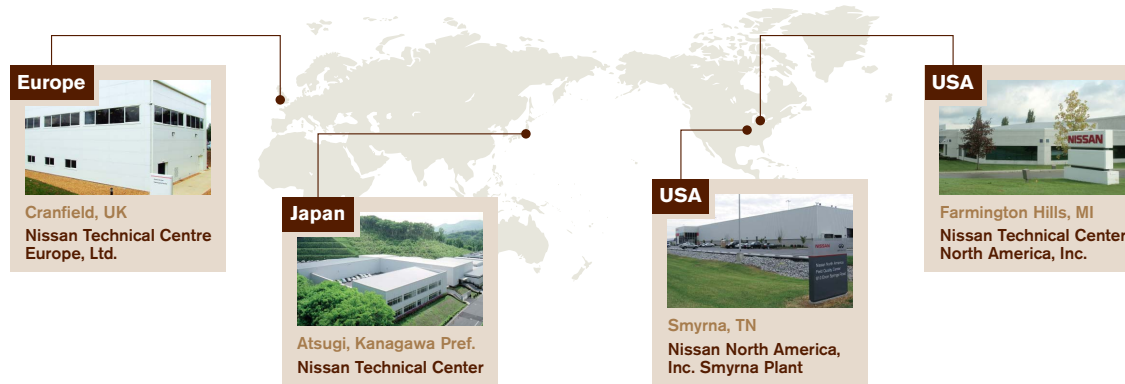 Europe
Cranfield, UK
Nissan Technical Centre
Europe, Ltd.
Japan
Atsugi, Kanagawa Pref.
Nissan Technical Center
USA
NISSAN
Smyrna, TN
Nissan North America,
Inc. Smyrna Plant
USA
NISSAN
Farmington Hills, MI
Nissan Technical Center
North America, Inc.